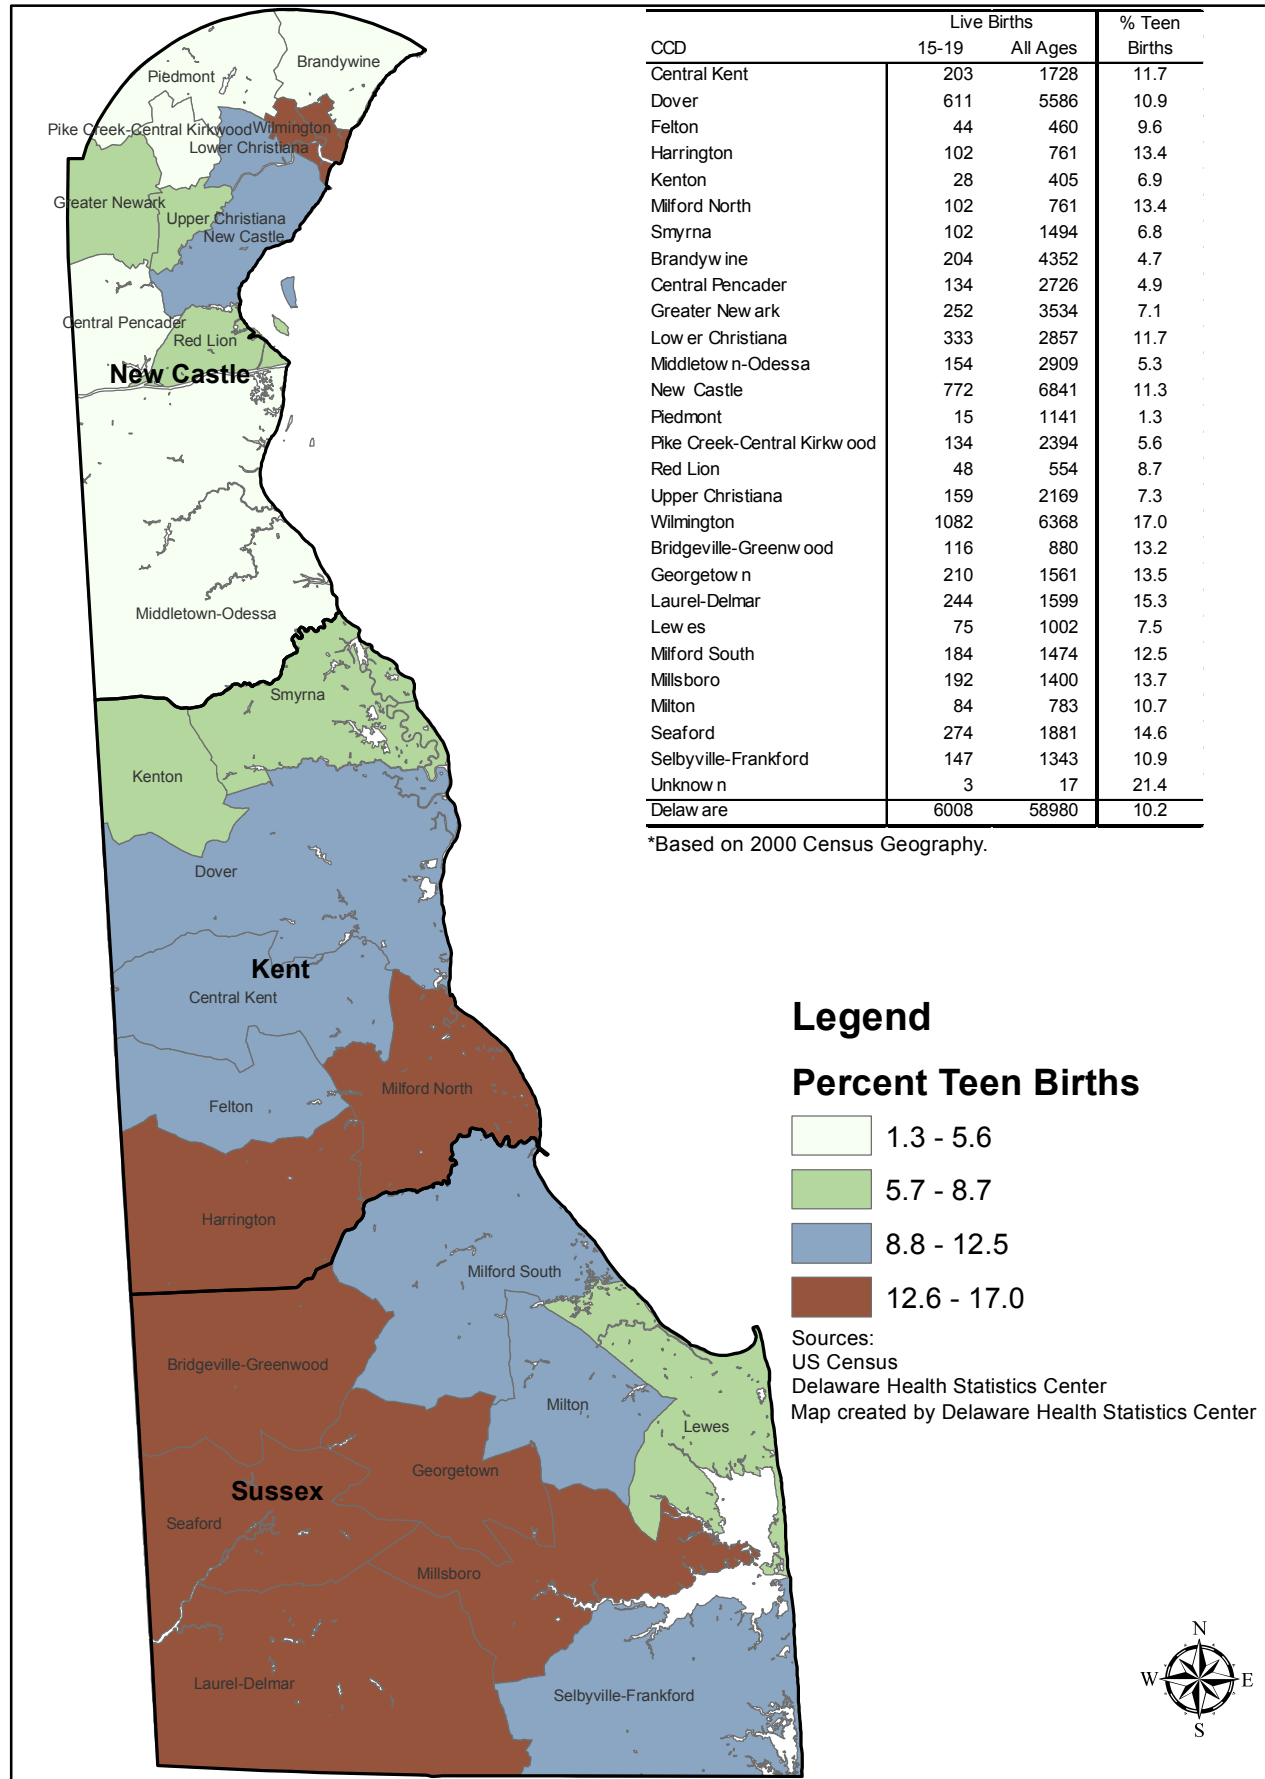 Live Births % Teen
CCD 15-19 All Ages Births
Central Kent 203 1728 11.7
Dover 611 5586 10.9
Felton 44 460 9.6
Harrington 102 761 13.4
Kenton 28 405 6.9
Milford North 102 761 13.4
Smyrna 102 1494 6.8
Brandywine 204 4352 4.7
Central Pencader 134 2726 4.9
Greater Newark 252 3534 7.1
Lower Christiana 333 2857 11.7
Middletown-Odessa 154 2909 5.3
New Castle 772 6841 11.3
Piedmont 15 1141 1.3
Pike Creek-Central Kirkwood 134 2394 5.6
Red Lion 48 554 8.7
Upper Christiana 159 2169 7.3
Wilmington 1082 6368 17.0
Bridgeville-Greenwood 116 880 13.2
Georgetown 210 1561 13.5
Laurel-Delmar 244 1599 15.3
Lewes 75 1002 7.5
Milford South 184 1474 12.5
Millsboro 192 1400 13.7
Milton 84 783 10.7
Seaford 274 1881 14.6
Selbyville-Frankford 147 1343 10.9
Unknown 3 17 21.4
Delaware 6008 58980 10.2
*Based on 2000 Census Geography.
Brandywine
Piedmont
Pike Creek-Central Kirkwood
Wilmington
Lower Christiana
Greater Newark
Upper Christiana
New Castle
Central Pencader
Red Lion
New Castle
Middletown-Odessa
Smyrna
Kenton
Dover
Kent
Central Kent
Milford North
Felton
Harrington
Milford South
Bridgeville-Greenwood
Milton
Lewes
Georgetown
Sussex
Seaford
Millsboro
Laurel-Delmar
Selbyville-Frankford
Legend
Percent Teen Births
1.3 - 5.6
5.7 - 8.7
8.8 - 12.5
12.6 - 17.0
Sources:
US Census
Delaware Health Statistics Center
Map created by Delaware Health Statistics Center
N
W E
S